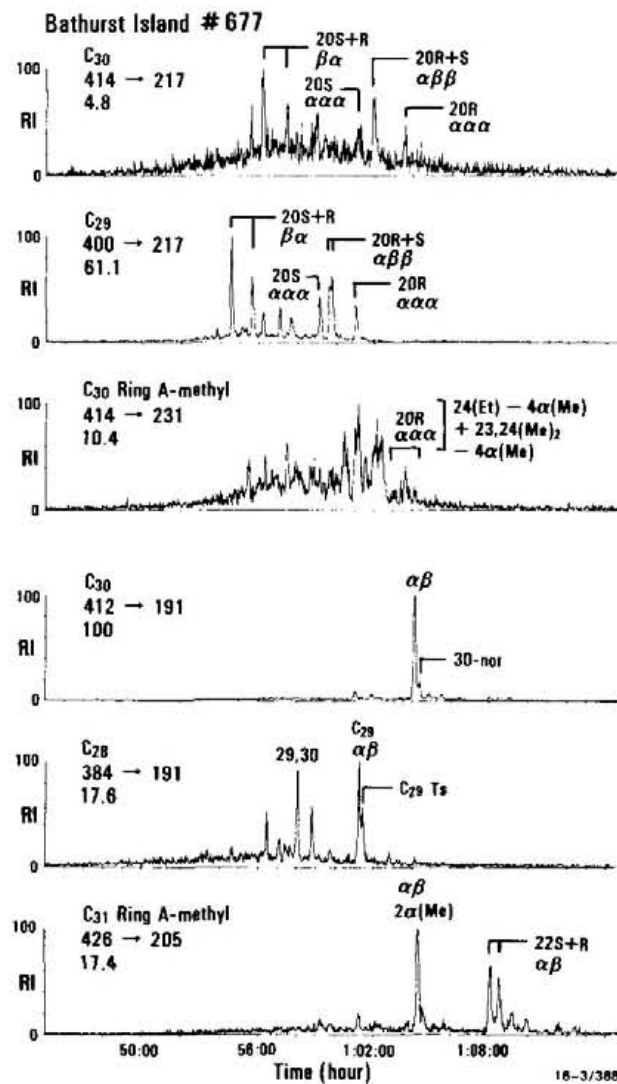 Bathurst Island # 677
C30
414 → 217
4.8
20S+R
βα
20S
ααα
20R+S
αββ
20R
ααα
100
RI
0
C29
400 → 217
61.1
20S+R
βα
20S
ααα
20R+S
αββ
20R
ααα
100
RI
0
C30 Ring A-methyl
414 → 231
10.4
20R
ααα
24(Et) – 4α(Me)
+ 23,24(Me)2
– 4α(Me)
100
RI
0
C30
412 → 191
100
αβ
30-nor
100
RI
0
C28
384 → 191
17.6
29,30
C29
αβ
C29 Ts
100
RI
0
C31 Ring A-methyl
426 → 205
17.4
αβ
2α(Me)
22S+R
αβ
100
RI
0
50:00 56:00 1:02:00 1:08:00
Time (hour)
16-3/388